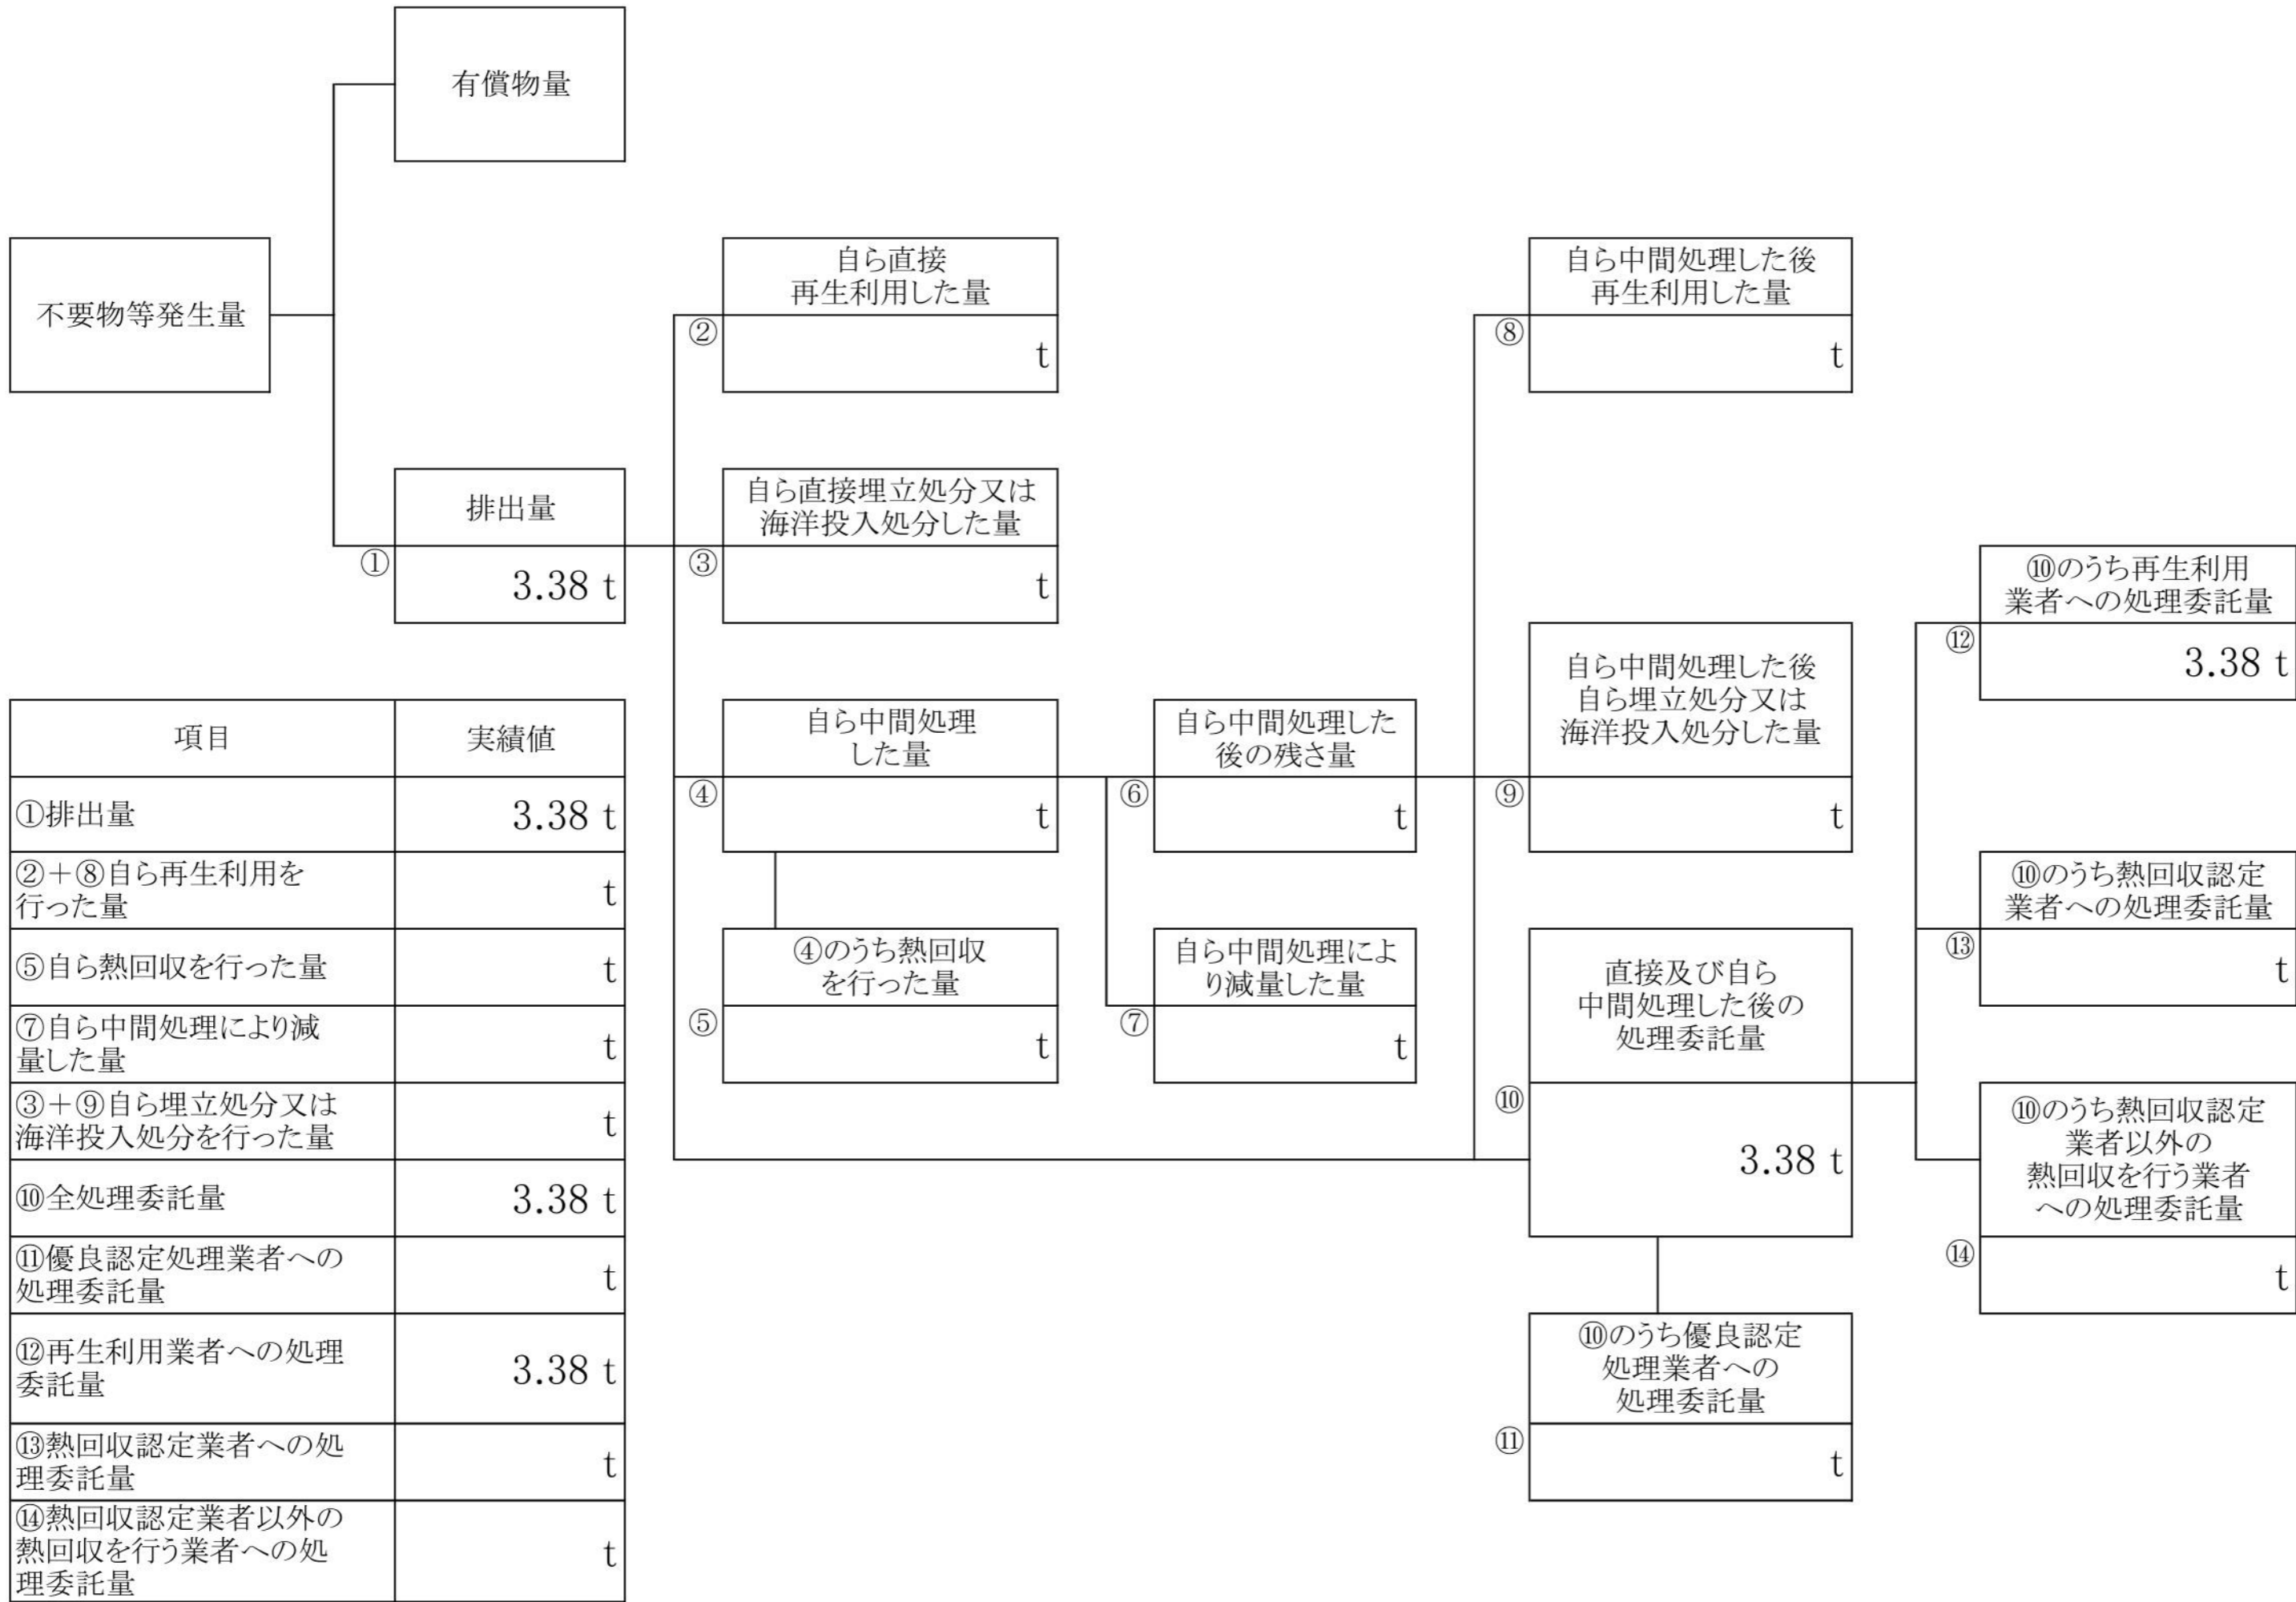 有償物量
不要物等発生量
排出量
①
3.38 t
自ら直接
再生利用した量
②
t
自ら直接埋立処分又は
海洋投入処分した量
③
t
自ら中間処理
した量
④
t
④のうち熱回収
を行った量
⑤
t
自ら中間処理した
後の残さ量
⑥
t
自ら中間処理によ
り減量した量
⑦
t
自ら中間処理した後
再生利用した量
⑧
t
自ら中間処理した後
自ら埋立処分又は
海洋投入処分した量
⑨
t
直接及び自ら
中間処理した後の
処理委託量
⑩
3.38 t
⑩のうち優良認定
処理業者への
処理委託量
⑪
t
⑩のうち再生利用
業者への処理委託量
⑫
3.38 t
⑩のうち熱回収認定
業者への処理委託量
⑬
t
⑩のうち熱回収認定
業者以外の
熱回収を行う業者
への処理委託量
⑭
t
項目 実績値
①排出量 3.38 t
②+⑧自ら再生利用を
行った量 t
⑤自ら熱回収を行った量 t
⑦自ら中間処理により減
量した量 t
③+⑨自ら埋立処分又は
海洋投入処分を行った量 t
⑩全処理委託量 3.38 t
⑪優良認定処理業者への
処理委託量 t
⑫再生利用業者への処理
委託量 3.38 t
⑬熱回収認定業者への処
理委託量 t
⑭熱回収認定業者以外の
熱回収を行う業者への処
理委託量 t